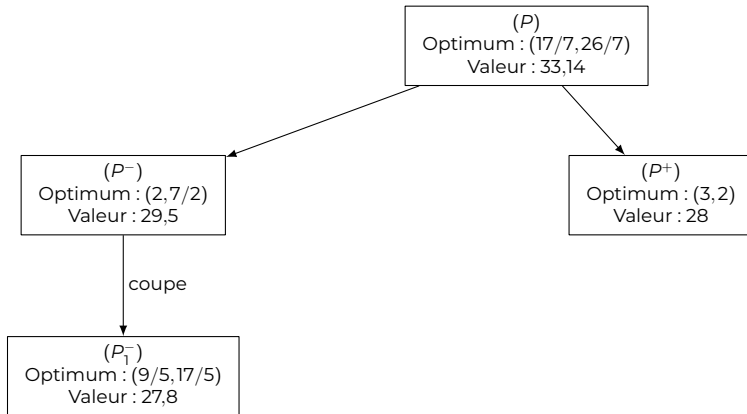 (P)
Optimum : (17/7,26/7)
Valeur : 33,14
(P⁻)
Optimum : (2,7/2)
Valeur : 29,5
(P⁺)
Optimum : (3,2)
Valeur : 28
coupe
(P₁⁻)
Optimum : (9/5,17/5)
Valeur : 27,8